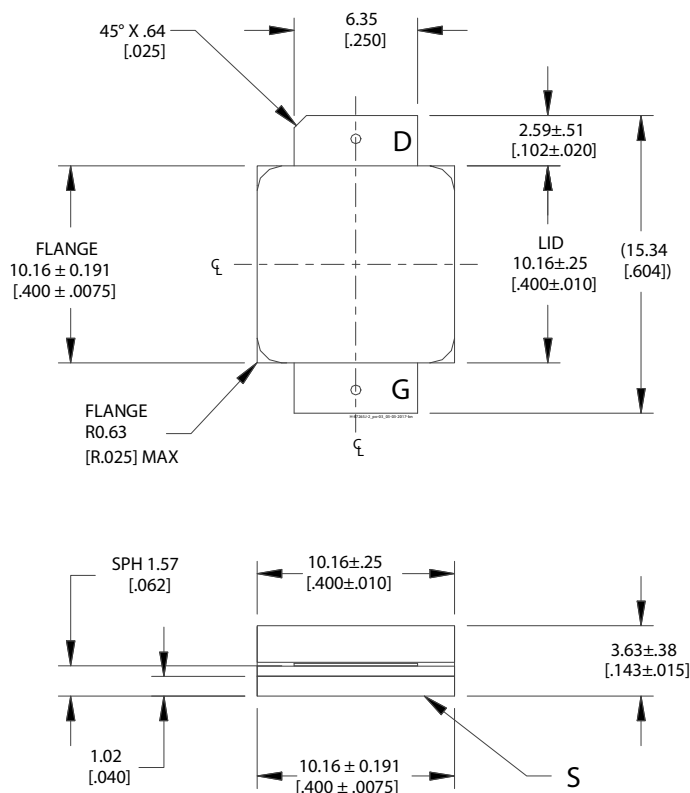 45° X .64
[.025]
6.35
[.250]
D
2.59±.51
[.102±.020]
FLANGE
10.16 ± 0.191
[.400 ± .0075]
℄
LID
10.16±.25
[.400±.010]
(15.34
[.604])
G
FLANGE
R0.63
[R.025] MAX
℄
SPH 1.57
[.062]
10.16±.25
[.400±.010]
3.63±.38
[.143±.015]
1.02
[.040]
10.16 ± 0.191
[.400 ± .0075]
S